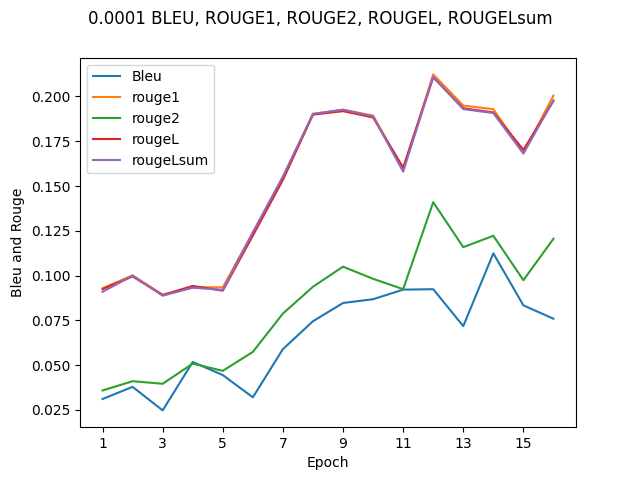 0.0001 BLEU, ROUGE1, ROUGE2, ROUGEL, ROUGELsum
Bleu
rouge1
rouge2
rougeL
rougeLsum
Bleu and Rouge
0.200
0.175
0.150
0.125
0.100
0.075
0.050
0.025
1 3 5 7 9 11 13 15
Epoch